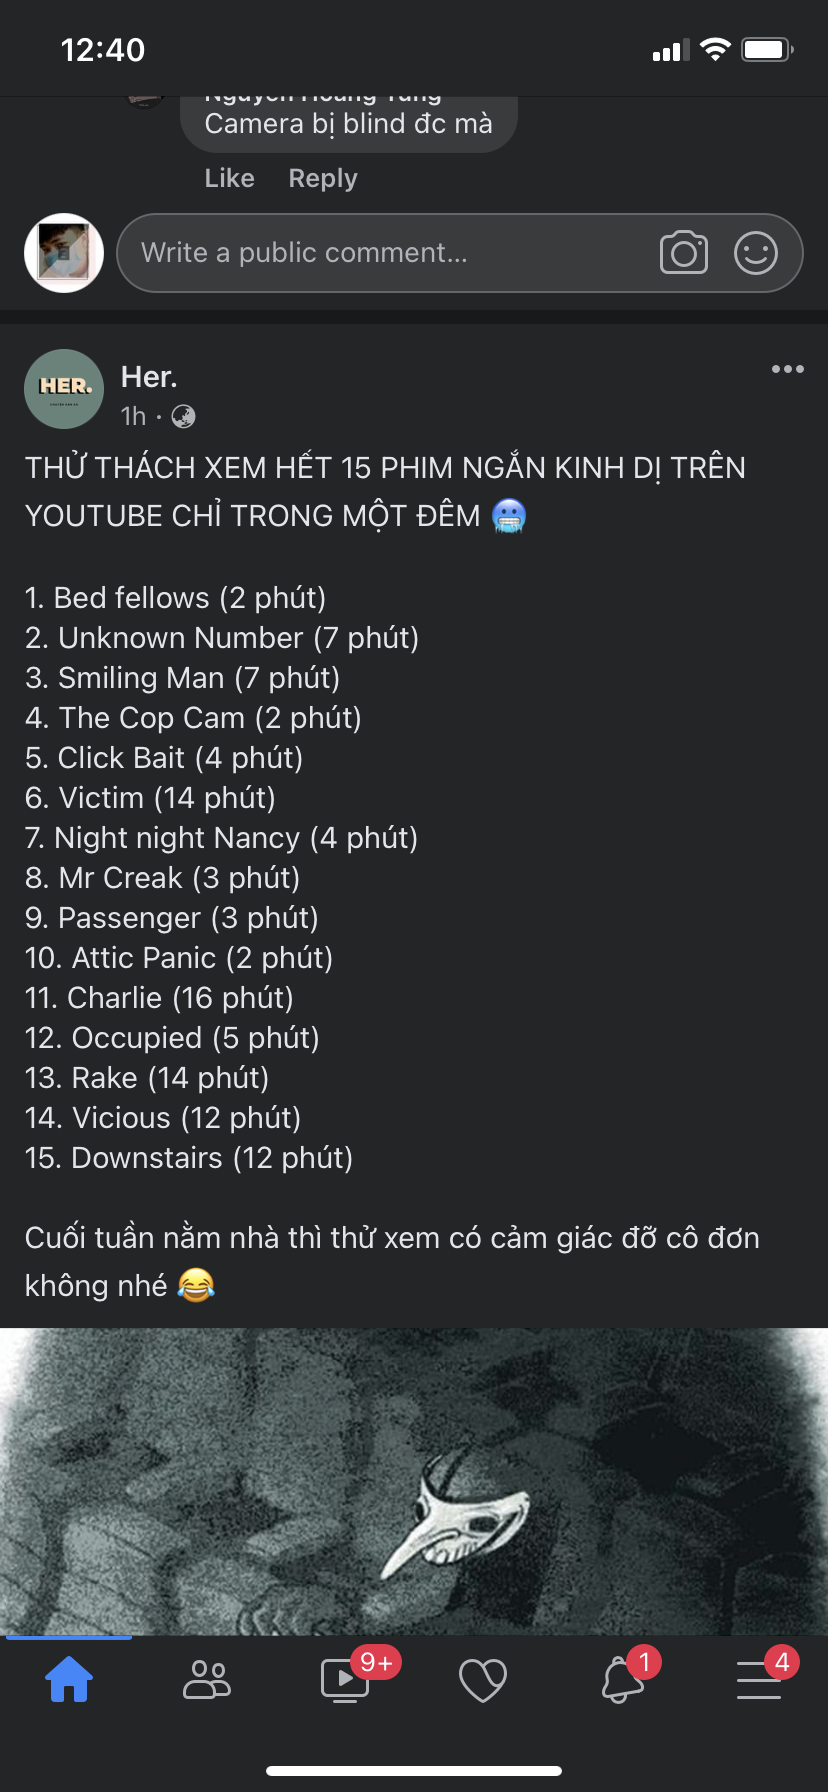 12:40
Nguyễn Hoàng Tùng
Camera bị blind đc mà
Like Reply
Write a public comment...
HER.
Her.
1h ·
THỬ THÁCH XEM HẾT 15 PHIM NGẮN KINH DỊ TRÊN
YOUTUBE CHỈ TRONG MỘT ĐÊM 🥶
1. Bed fellows (2 phút)
2. Unknown Number (7 phút)
3. Smiling Man (7 phút)
4. The Cop Cam (2 phút)
5. Click Bait (4 phút)
6. Victim (14 phút)
7. Night night Nancy (4 phút)
8. Mr Creak (3 phút)
9. Passenger (3 phút)
10. Attic Panic (2 phút)
11. Charlie (16 phút)
12. Occupied (5 phút)
13. Rake (14 phút)
14. Vicious (12 phút)
15. Downstairs (12 phút)
Cuối tuần nằm nhà thì thử xem có cảm giác đỡ cô đơn
không nhé 😂
9+ 1 4